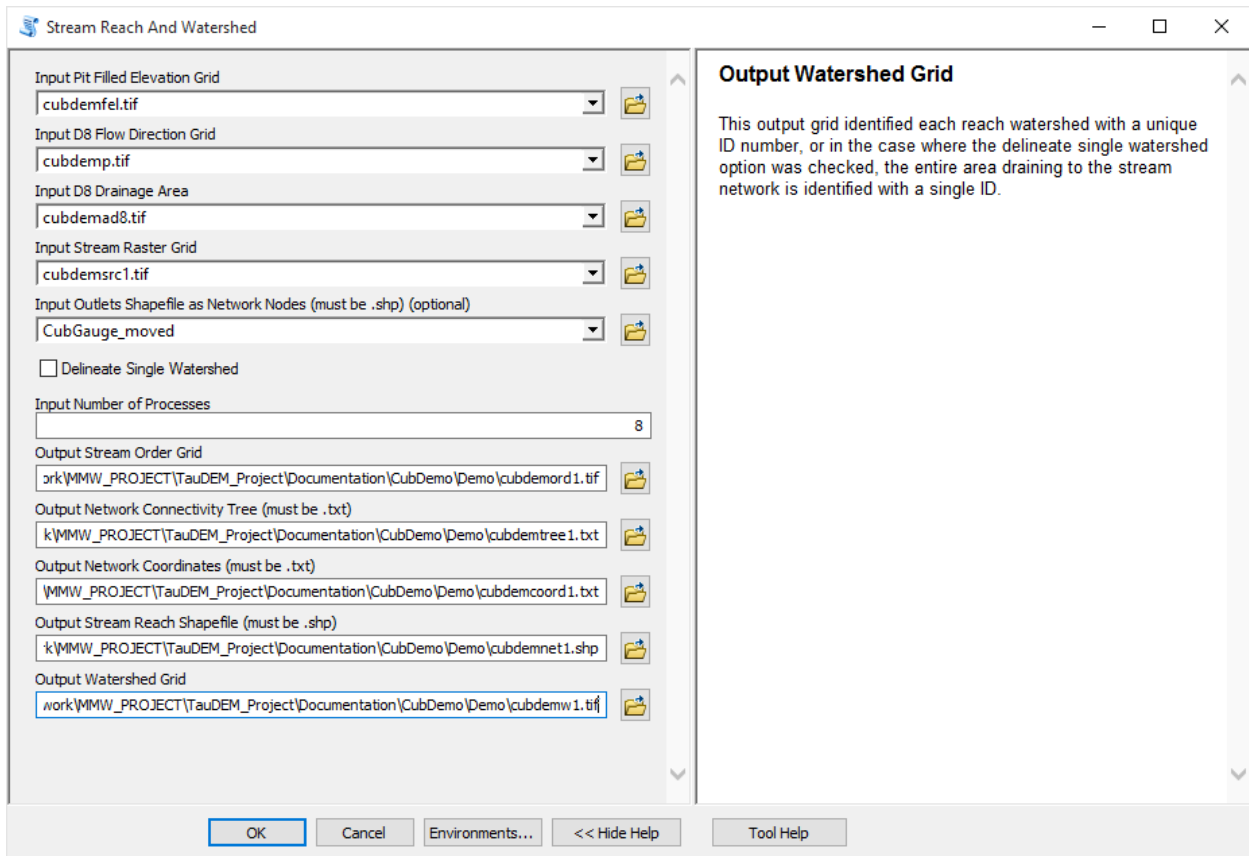 Stream Reach And Watershed
Input Pit Filled Elevation Grid
cubdemfel.tif
Input D8 Flow Direction Grid
cubdemp.tif
Input D8 Drainage Area
cubdemad8.tif
Input Stream Raster Grid
cubdemsrc1.tif
Input Outlets Shapefile as Network Nodes (must be .shp) (optional)
CubGauge_moved
Delineate Single Watershed
Input Number of Processes
8
Output Stream Order Grid
ork\MMW_PROJECT\TauDEM_Project\Documentation\CubDemo\Demo\cubdemord1.tif
Output Network Connectivity Tree (must be .txt)
k\MMW_PROJECT\TauDEM_Project\Documentation\CubDemo\Demo\cubdemtree1.txt
Output Network Coordinates (must be .txt)
\MMW_PROJECT\TauDEM_Project\Documentation\CubDemo\Demo\cubdemcoord1.txt
Output Stream Reach Shapefile (must be .shp)
k\MMW_PROJECT\TauDEM_Project\Documentation\CubDemo\Demo\cubdemnet1.shp
Output Watershed Grid
work\MMW_PROJECT\TauDEM_Project\Documentation\CubDemo\Demo\cubdemw1.tif
Output Watershed Grid
This output grid identified each reach watershed with a unique
ID number, or in the case where the delineate single watershed
option was checked, the entire area draining to the stream
network is identified with a single ID.
OK
Cancel
Environments...
<< Hide Help
Tool Help